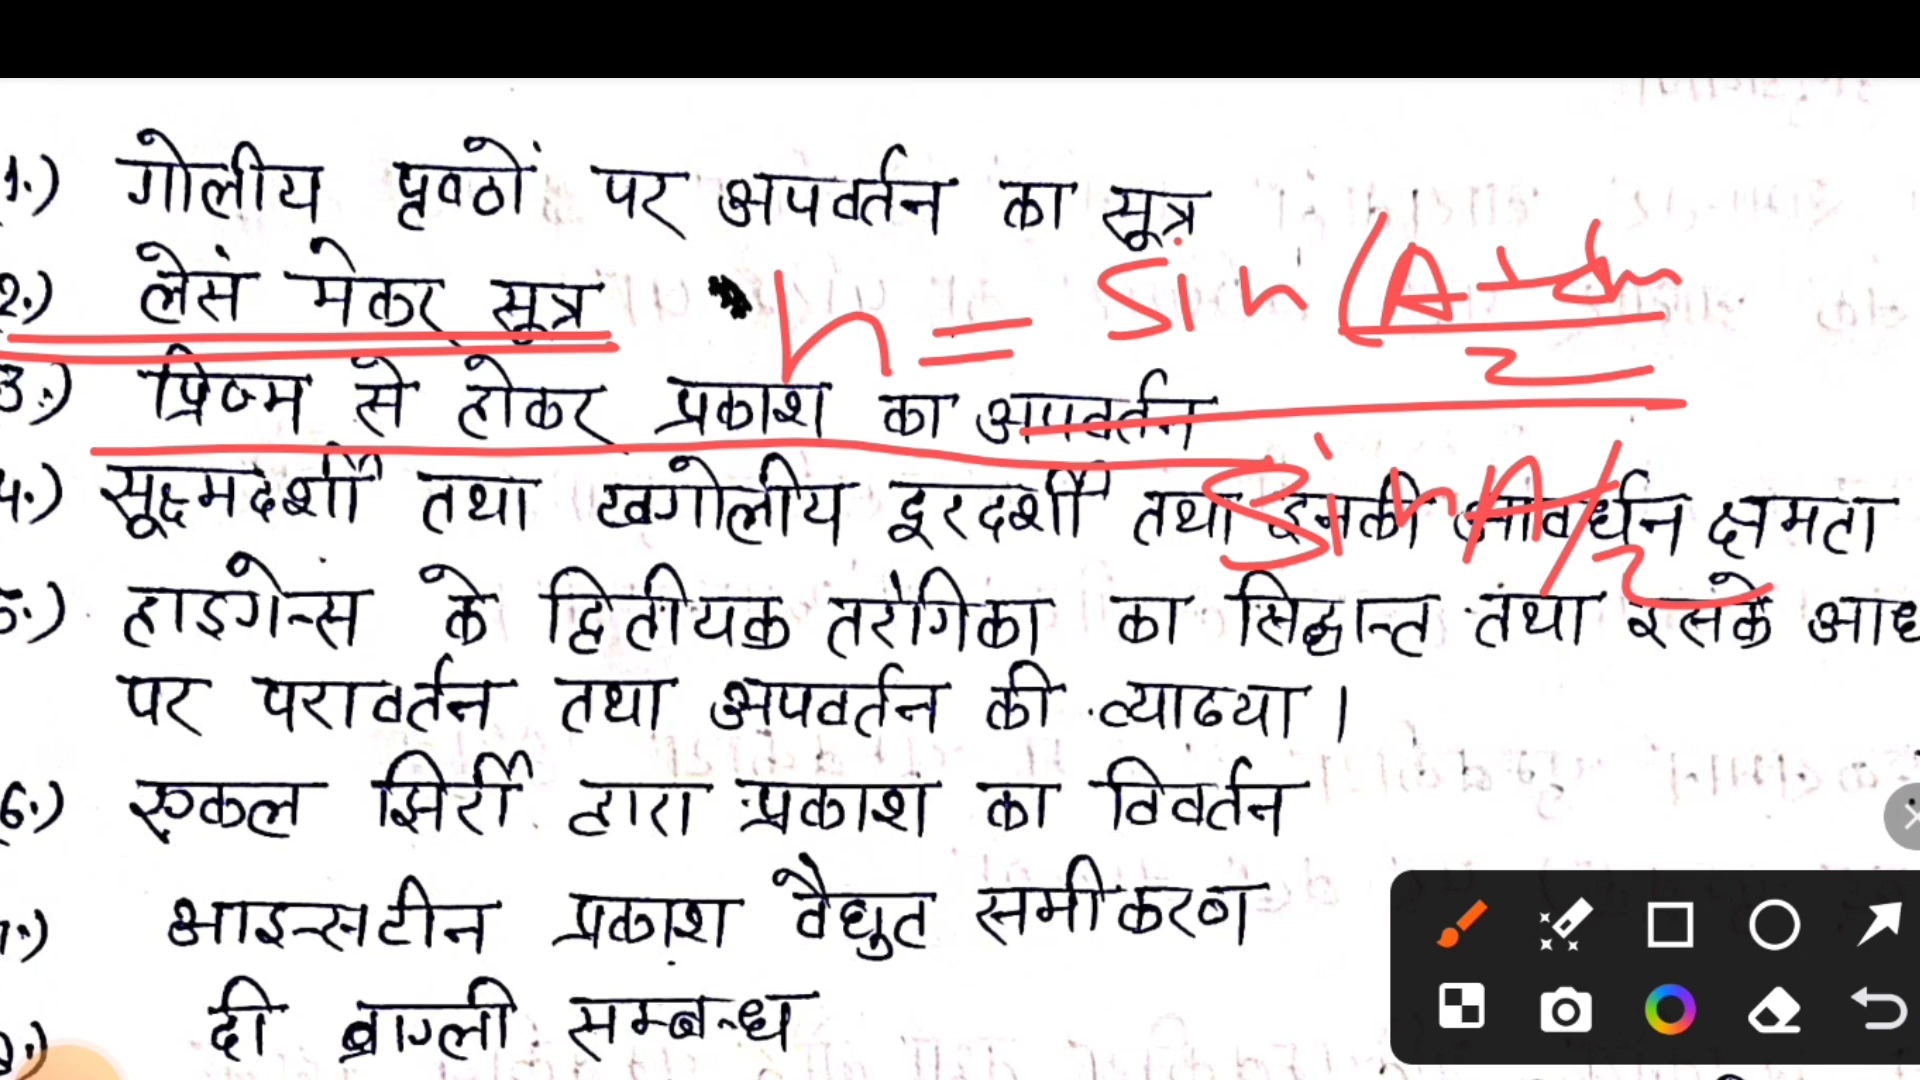 1.) गोलीय पृष्ठों पर अपवर्तन का सूत्र
2.) लेंस मेकर सूत्र
n = sin (A + dm
2
3.) प्रिज्म से होकर प्रकाश का अपवर्तन
sin A/2
4.) सूक्ष्मदर्शी तथा खगोलीय दूरदर्शी तथा इनकी आवर्धन क्षमता
5.) हाइगेन्स के द्वितीयक तरंगिका का सिद्धान्त तथा इसके आध
पर परावर्तन तथा अपवर्तन की व्याख्या।
6.) एकल झिर्री द्वारा प्रकाश का विवर्तन
7.) आइन्सटीन प्रकाश वैद्युत समीकरण
दी ब्राग्ली सम्बन्ध